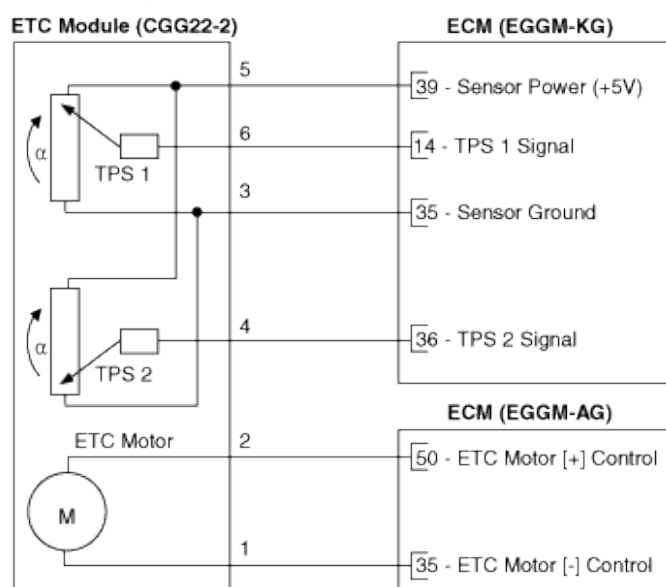 ETC Module (CGG22-2)
ECM (EGGM-KG)
5
39 - Sensor Power (+5V)
6
14 - TPS 1 Signal
α
TPS 1
3
35 - Sensor Ground
4
36 - TPS 2 Signal
α
TPS 2
ECM (EGGM-AG)
ETC Motor
2
50 - ETC Motor [+] Control
M
1
35 - ETC Motor [-] Control